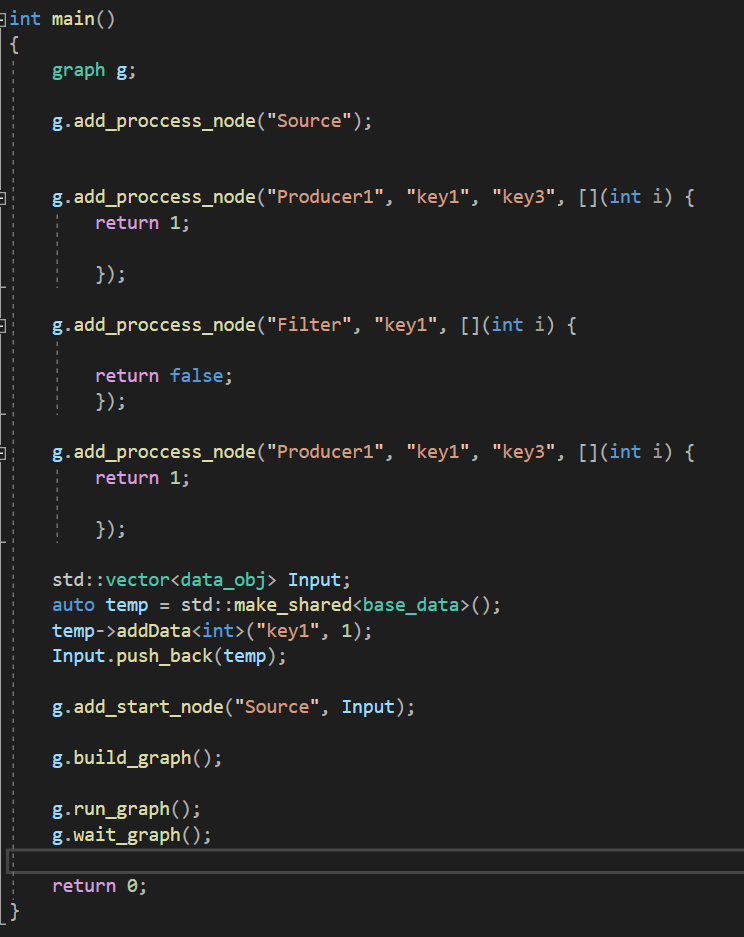 int main()
{
    graph g;

    g.add_proccess_node("Source");


    g.add_proccess_node("Producer1", "key1", "key3", [](int i) {
        return 1;

        });

    g.add_proccess_node("Filter", "key1", [](int i) {

        return false;
        });

    g.add_proccess_node("Producer1", "key1", "key3", [](int i) {
        return 1;

        });

    std::vector<data_obj> Input;
    auto temp = std::make_shared<base_data>();
    temp->addData<int>("key1", 1);
    Input.push_back(temp);

    g.add_start_node("Source", Input);

    g.build_graph();

    g.run_graph();
    g.wait_graph();

    return 0;
}